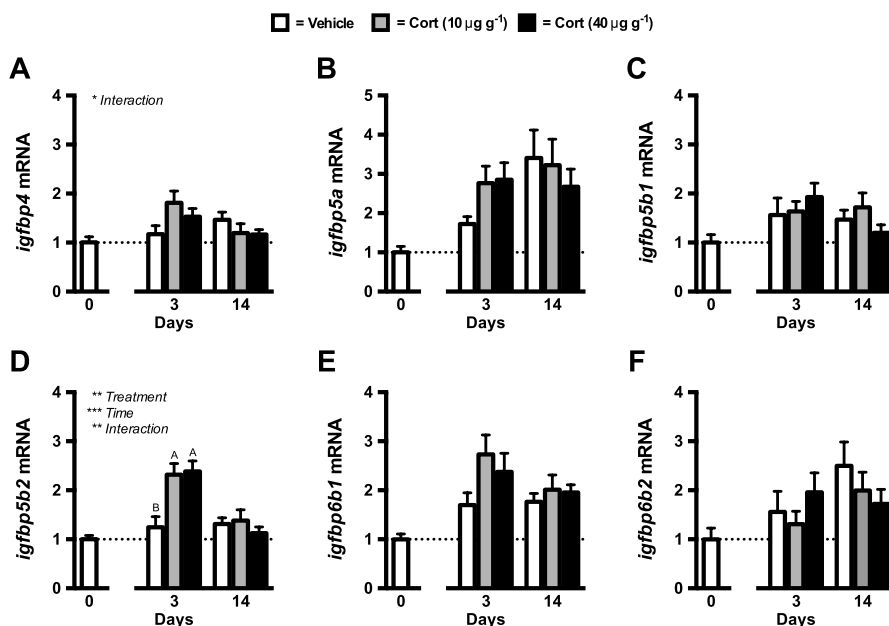 = Vehicle = Cort (10 µg g⁻¹) = Cort (40 µg g⁻¹)
A
* Interaction
igfbp4 mRNA
4
3
2
1
0
0 3 14
Days
B
igfbp5a mRNA
5
4
3
2
1
0
0 3 14
Days
C
igfbp5b1 mRNA
4
3
2
1
0
0 3 14
Days
D
** Treatment
*** Time
** Interaction
igfbp5b2 mRNA
4
3
2
1
0
B A A
0 3 14
Days
E
igfbp6b1 mRNA
4
3
2
1
0
0 3 14
Days
F
igfbp6b2 mRNA
4
3
2
1
0
0 3 14
Days